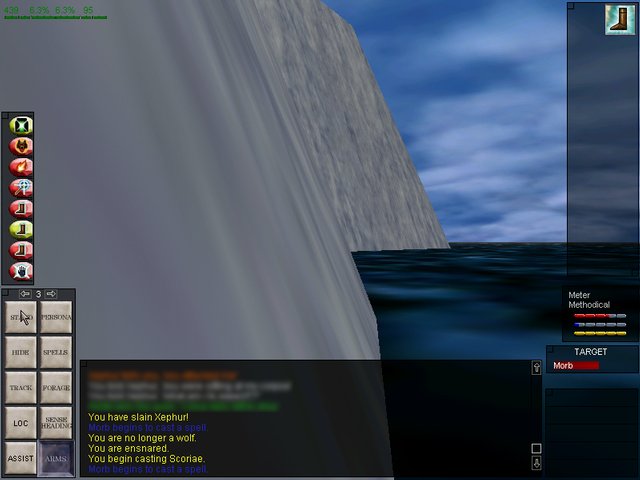 439 6.3% 6.3% 95
Meter
Methodical
3
STAND PERSONA
HIDE SPELLS
TRACK FORAGE
LOC SENSE HEADING
ASSIST ARMS
TARGET
Morb
You have slain Xephur!
Morb begins to cast a spell.
You are no longer a wolf.
You are ensnared.
You begin casting Scoriae.
Morb begins to cast a spell.